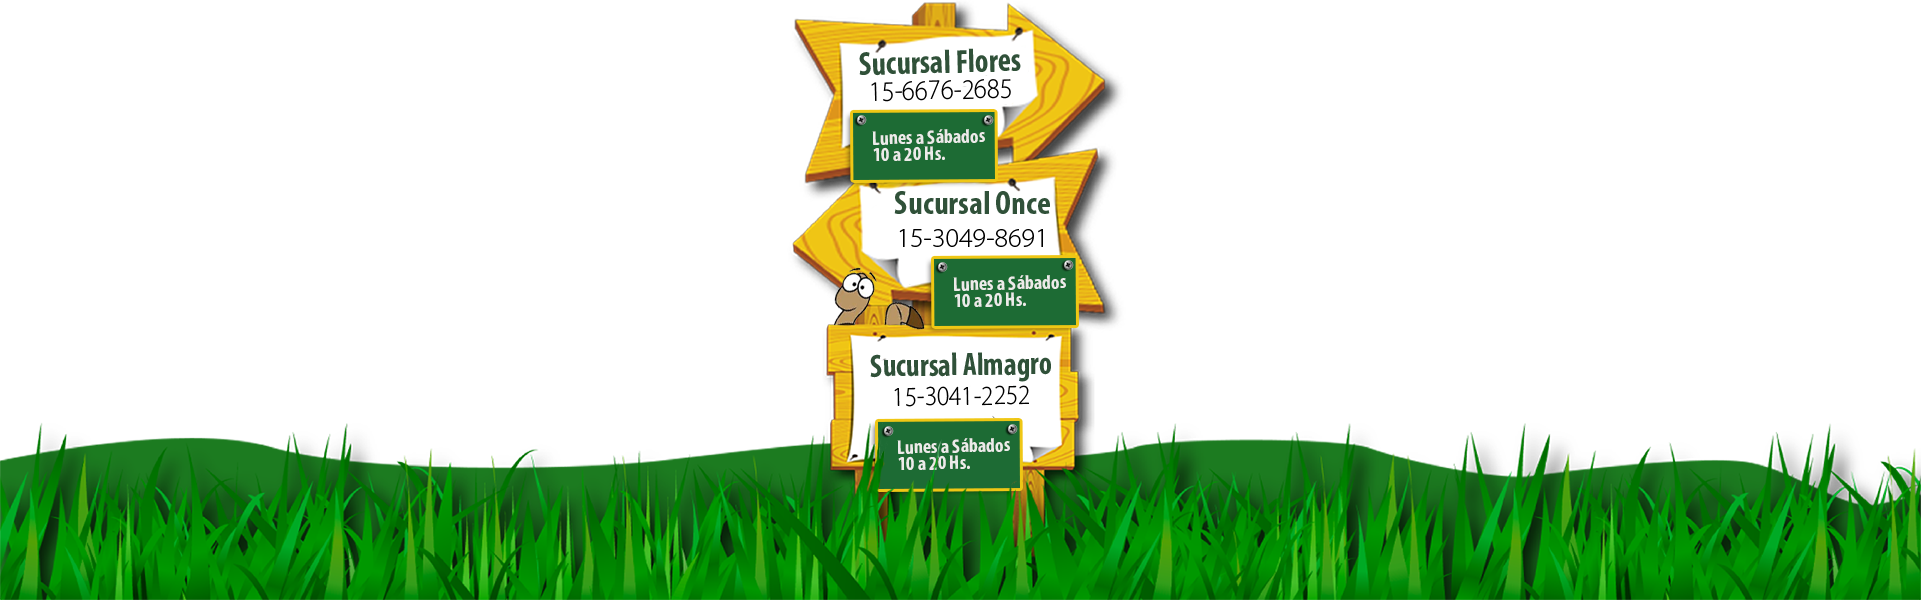 Sucursal Flores
15-6676-2685
Lunes a Sábados
10 a 20 Hs.
Sucursal Once
15-3049-8691
Lunes a Sábados
10 a 20 Hs.
Sucursal Almagro
15-3041-2252
Lunes a Sábados
10 a 20 Hs.